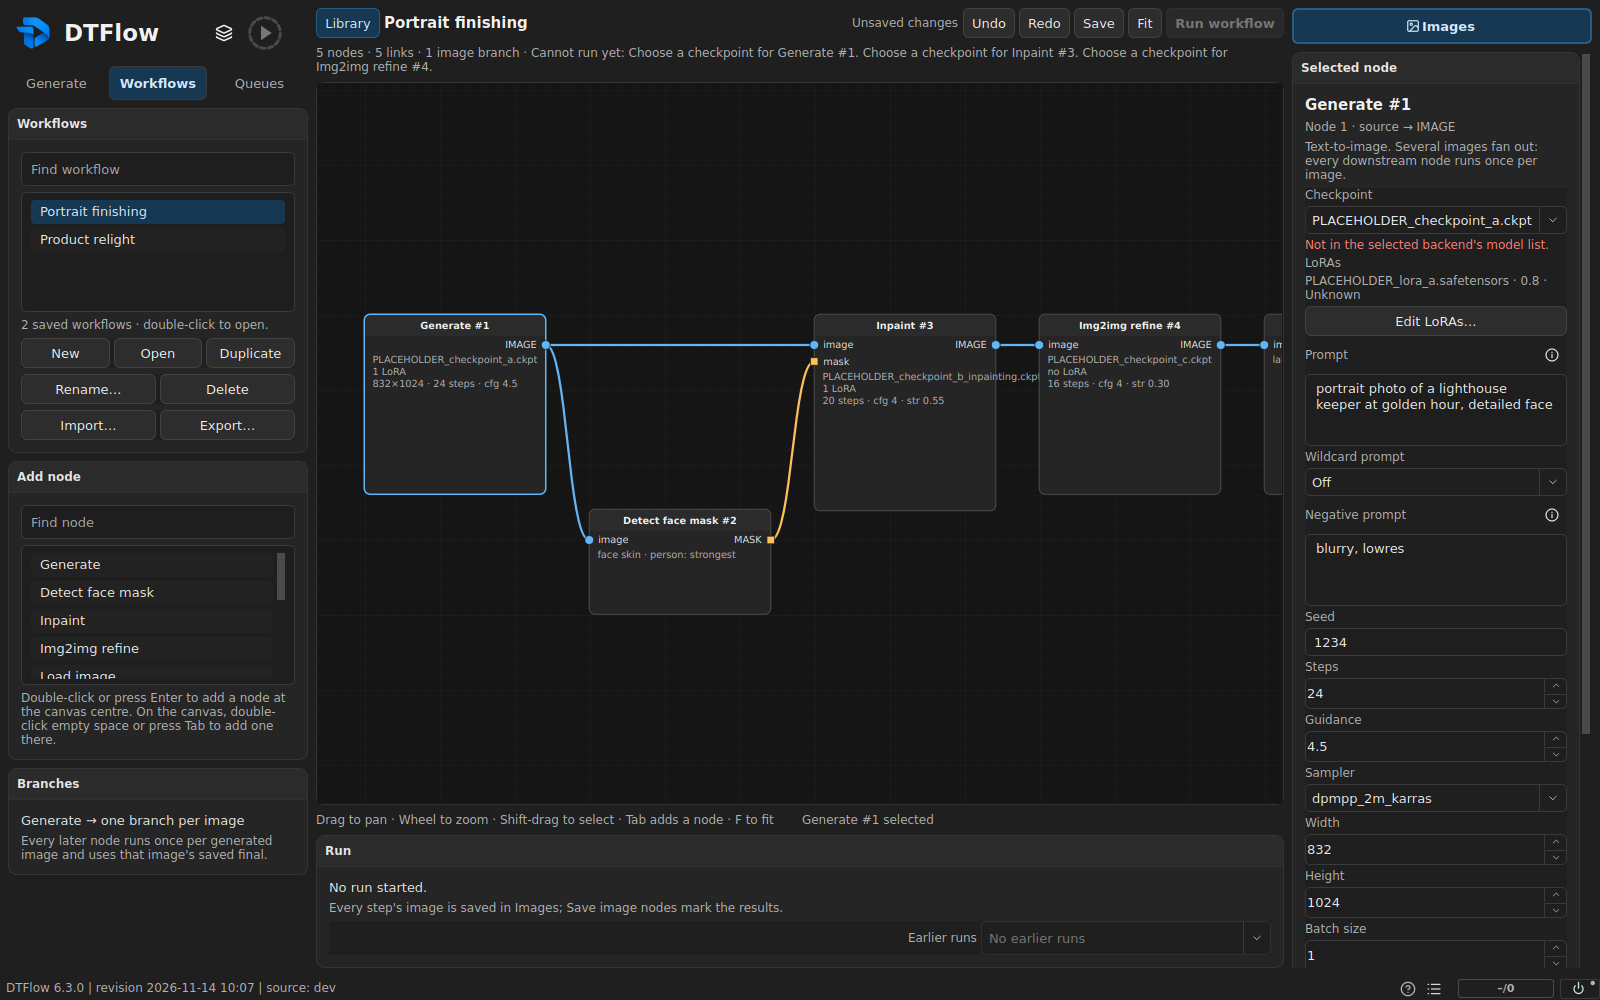 DTFlow
Generate
Workflows
Queues
Workflows
Find workflow
Portrait finishing
Product relight
2 saved workflows · double-click to open.
New
Open
Duplicate
Rename...
Delete
Import...
Export...
Add node
Find node
Generate
Detect face mask
Inpaint
Img2img refine
Load image
Double-click or press Enter to add a node at
the canvas centre. On the canvas, double-
click empty space or press Tab to add one
there.
Branches
Generate → one branch per image
Every later node runs once per generated
image and uses that image's saved final.
Library
Portrait finishing
Unsaved changes
Undo
Redo
Save
Fit
Run workflow
5 nodes · 5 links · 1 image branch · Cannot run yet: Choose a checkpoint for Generate #1. Choose a checkpoint for Inpaint #3. Choose a checkpoint for
Img2img refine #4.
Generate #1
IMAGE
PLACEHOLDER_checkpoint_a.ckpt
1 LoRA
832×1024 · 24 steps · cfg 4.5
Detect face mask #2
image
MASK
face skin · person: strongest
Inpaint #3
image
IMAGE
mask
PLACEHOLDER_checkpoint_b_inpainting.ckpt
1 LoRA
20 steps · cfg 4 · str 0.55
Img2img refine #4
image
IMAGE
PLACEHOLDER_checkpoint_c.ckpt
no LoRA
16 steps · cfg 4 · str 0.30
Drag to pan · Wheel to zoom · Shift-drag to select · Tab adds a node · F to fit
Generate #1 selected
Run
No run started.
Every step's image is saved in Images; Save image nodes mark the results.
Earlier runs
No earlier runs
Images
Selected node
Generate #1
Node 1 · source → IMAGE
Text-to-image. Several images fan out:
every downstream node runs once per
image.
Checkpoint
PLACEHOLDER_checkpoint_a.ckpt
Not in the selected backend's model list.
LoRAs
PLACEHOLDER_lora_a.safetensors · 0.8 ·
Unknown
Edit LoRAs...
Prompt
portrait photo of a lighthouse
keeper at golden hour, detailed face
Wildcard prompt
Off
Negative prompt
blurry, lowres
Seed
1234
Steps
24
Guidance
4.5
Sampler
dpmpp_2m_karras
Width
832
Height
1024
Batch size
1
DTFlow 6.3.0 | revision 2026-11-14 10:07 | source: dev
–/0